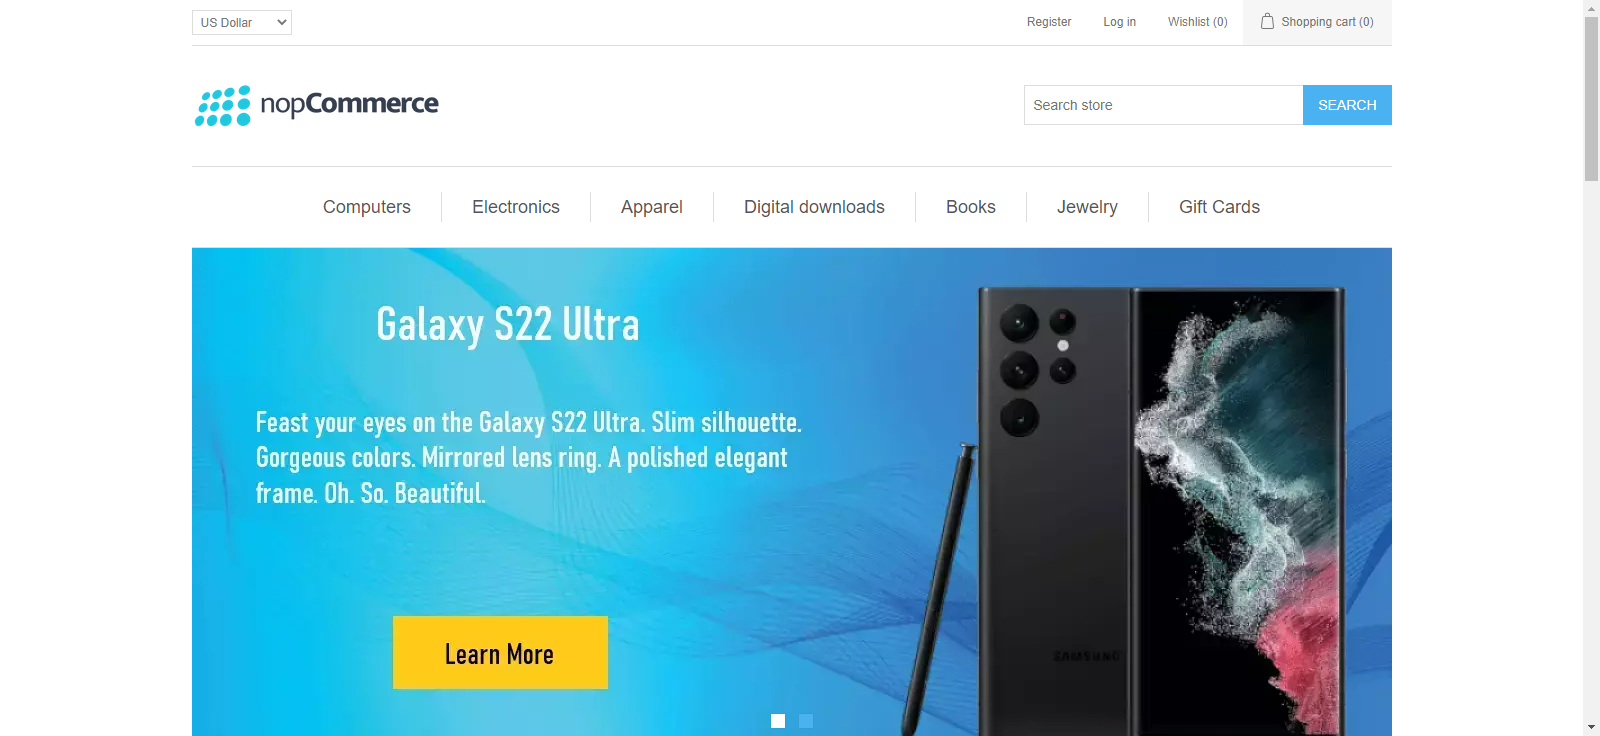 US Dollar
Register
Log in
Wishlist (0)
Shopping cart (0)
nopCommerce
Search store
SEARCH
Computers
Electronics
Apparel
Digital downloads
Books
Jewelry
Gift Cards
Galaxy S22 Ultra
Feast your eyes on the Galaxy S22 Ultra. Slim silhouette.
Gorgeous colors. Mirrored lens ring. A polished elegant
frame. Oh. So. Beautiful.
Learn More
SAMSUNG